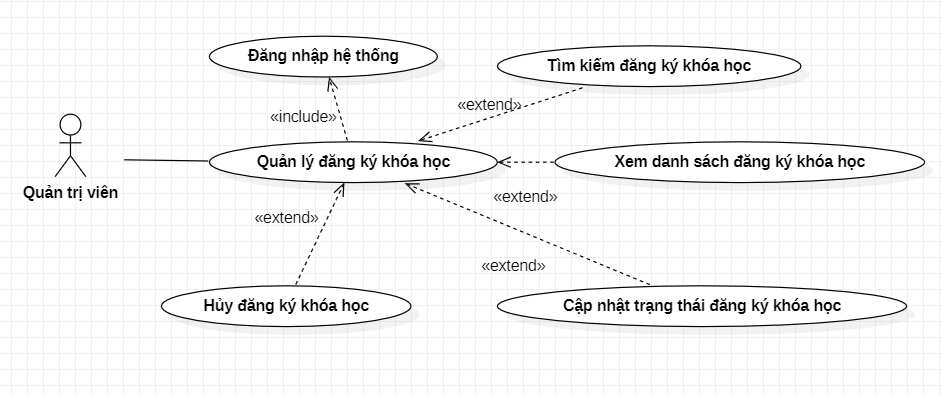 Đăng nhập hệ thống
Tìm kiếm đăng ký khóa học
«extend»
«include»
Quản lý đăng ký khóa học
Xem danh sách đăng ký khóa học
Quản trị viên
«extend»
«extend»
«extend»
Hủy đăng ký khóa học
Cập nhật trạng thái đăng ký khóa học